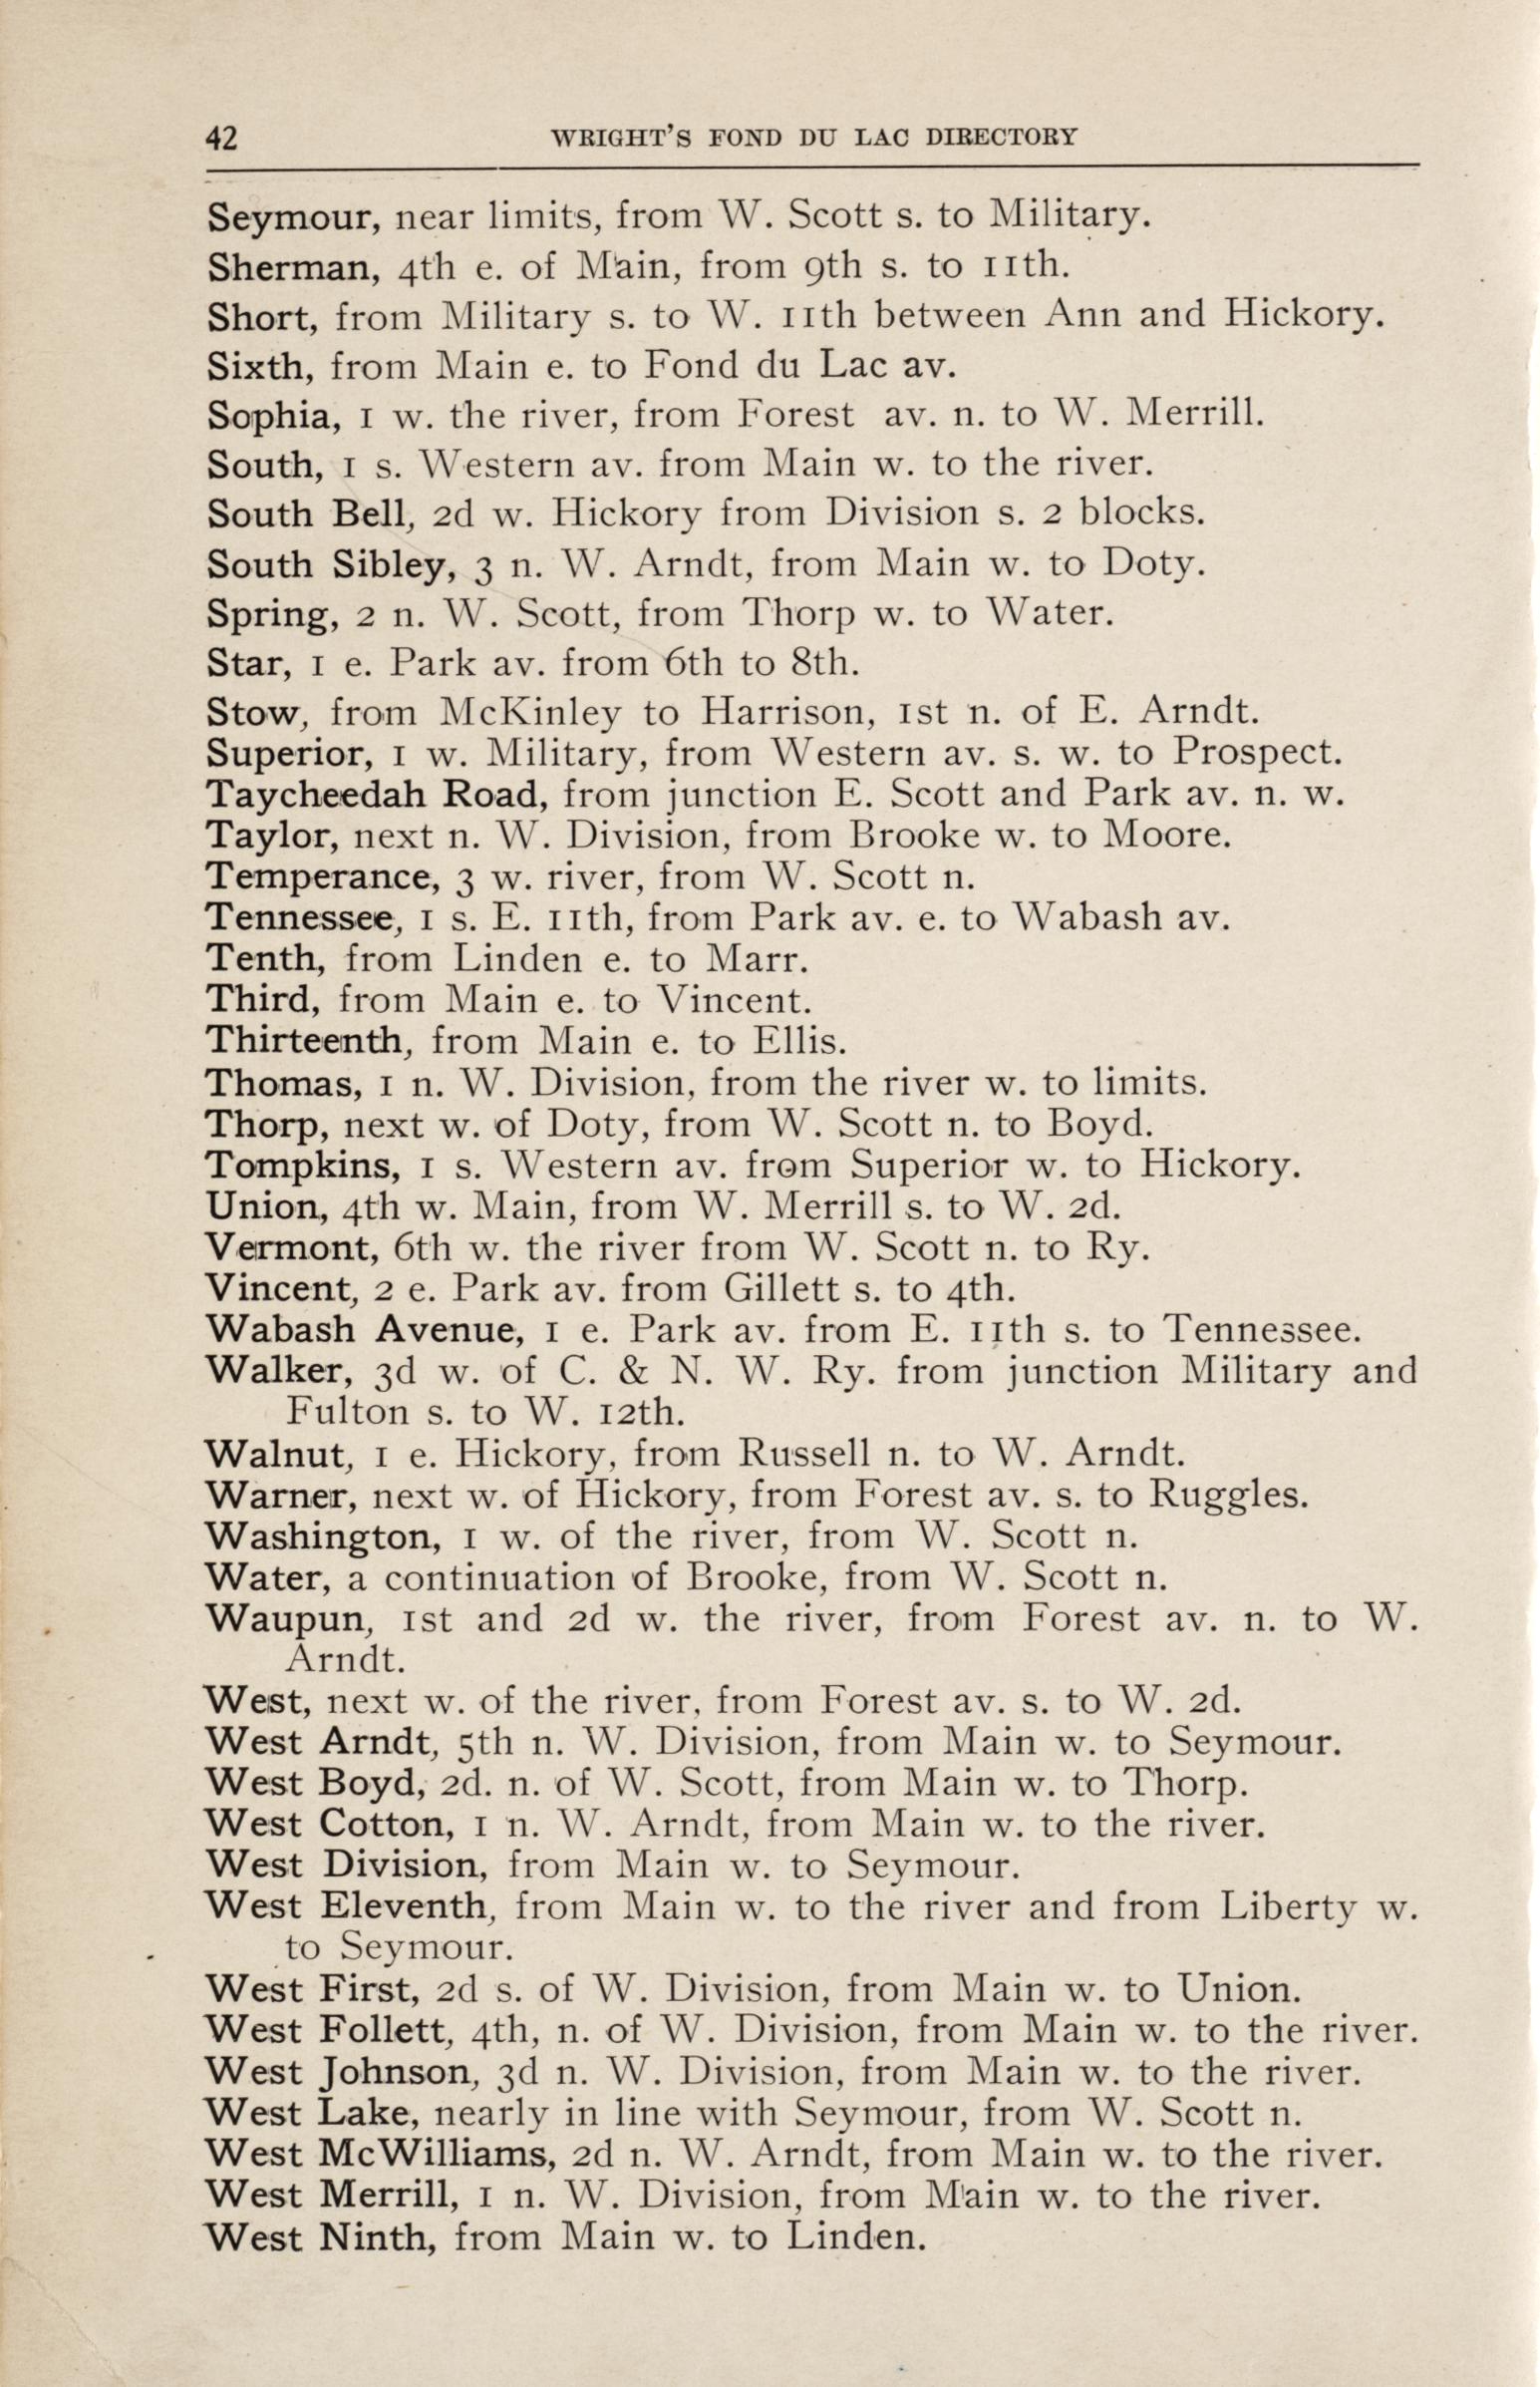 42 WRIGHT'S FOND DU LAC DIRECTORY
Seymour, near limits, from W. Scott s. to Military.
Sherman, 4th e. of Main, from 9th s. to 11th.
Short, from Military s. to W. 11th between Ann and Hickory.
Sixth, from Main e. to Fond du Lac av.
Sophia, 1 w. the river, from Forest av. n. to W. Merrill.
South, 1 s. Western av. from Main w. to the river.
South Bell, 2d w. Hickory from Division s. 2 blocks.
South Sibley, 3 n. W. Arndt, from Main w. to Doty.
Spring, 2 n. W. Scott, from Thorp w. to Water.
Star, 1 e. Park av. from 6th to 8th.
Stow, from McKinley to Harrison, 1st n. of E. Arndt.
Superior, 1 w. Military, from Western av. s. w. to Prospect.
Taycheedah Road, from junction E. Scott and Park av. n. w.
Taylor, next n. W. Division, from Brooke w. to Moore.
Temperance, 3 w. river, from W. Scott n.
Tennessee, 1 s. E. 11th, from Park av. e. to Wabash av.
Tenth, from Linden e. to Marr.
Third, from Main e. to Vincent.
Thirteenth, from Main e. to Ellis.
Thomas, 1 n. W. Division, from the river w. to limits.
Thorp, next w. of Doty, from W. Scott n. to Boyd.
Tompkins, 1 s. Western av. from Superior w. to Hickory.
Union, 4th w. Main, from W. Merrill s. to W. 2d.
Vermont, 6th w. the river from W. Scott n. to Ry.
Vincent, 2 e. Park av. from Gillett s. to 4th.
Wabash Avenue, 1 e. Park av. from E. 11th s. to Tennessee.
Walker, 3d w. of C. & N. W. Ry. from junction Military and
Fulton s. to W. 12th.
Walnut, 1 e. Hickory, from Russell n. to W. Arndt.
Warner, next w. of Hickory, from Forest av. s. to Ruggles.
Washington, 1 w. of the river, from W. Scott n.
Water, a continuation of Brooke, from W. Scott n.
Waupun, 1st and 2d w. the river, from Forest av. n. to W.
Arndt.
West, next w. of the river, from Forest av. s. to W. 2d.
West Arndt, 5th n. W. Division, from Main w. to Seymour.
West Boyd, 2d. n. of W. Scott, from Main w. to Thorp.
West Cotton, 1 n. W. Arndt, from Main w. to the river.
West Division, from Main w. to Seymour.
West Eleventh, from Main w. to the river and from Liberty w.
to Seymour.
West First, 2d s. of W. Division, from Main w. to Union.
West Follett, 4th, n. of W. Division, from Main w. to the river.
West Johnson, 3d n. W. Division, from Main w. to the river.
West Lake, nearly in line with Seymour, from W. Scott n.
West McWilliams, 2d n. W. Arndt, from Main w. to the river.
West Merrill, 1 n. W. Division, from Main w. to the river.
West Ninth, from Main w. to Linden.